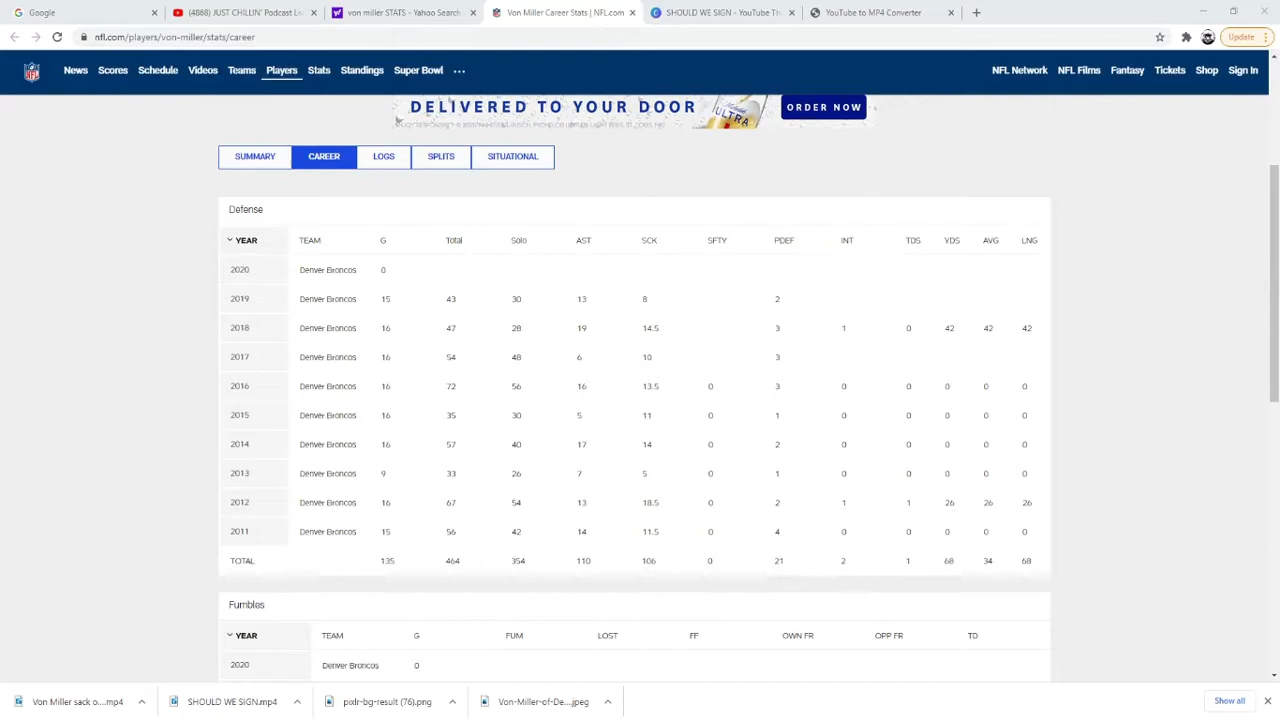 Google
(4868) JUST CHILLIN' Podcast Li
von miller STATS - Yahoo Search
Von Miller Career Stats | NFL.com
SHOULD WE SIGN - YouTube Th
YouTube to MP4 Converter
nfl.com/players/von-miller/stats/career
Update
NFL
News Scores Schedule Videos Teams Players Stats Standings Super Bowl
NFL Network NFL Films Fantasy Tickets Shop Sign In
DELIVERED TO YOUR DOOR
ULTRA
ORDER NOW
SUMMARY CAREER LOGS SPLITS SITUATIONAL
Defense
YEAR TEAM G Total Solo AST SCK SFTY PDEF INT TDS YDS AVG LNG
2020 Denver Broncos 0
2019 Denver Broncos 15 43 30 13 8 2
2018 Denver Broncos 16 47 28 19 14.5 3 1 0 42 42 42
2017 Denver Broncos 16 54 48 6 10 3
2016 Denver Broncos 16 72 56 16 13.5 0 3 0 0 0 0 0
2015 Denver Broncos 16 35 30 5 11 0 1 0 0 0 0 0
2014 Denver Broncos 16 57 40 17 14 0 2 0 0 0 0 0
2013 Denver Broncos 9 33 26 7 5 0 1 0 0 0 0 0
2012 Denver Broncos 16 67 54 13 18.5 0 2 1 1 26 26 26
2011 Denver Broncos 15 56 42 14 11.5 0 4 0 0 0 0 0
TOTAL 135 464 354 110 106 0 21 2 1 68 34 68
Fumbles
YEAR TEAM G FUM LOST FF OWN FR OPP FR TD
2020 Denver Broncos 0
Von Miller sack o....mp4
SHOULD WE SIGN.mp4
pixlr-bg-result (76).png
Von-Miller-of-De....jpeg
Show all